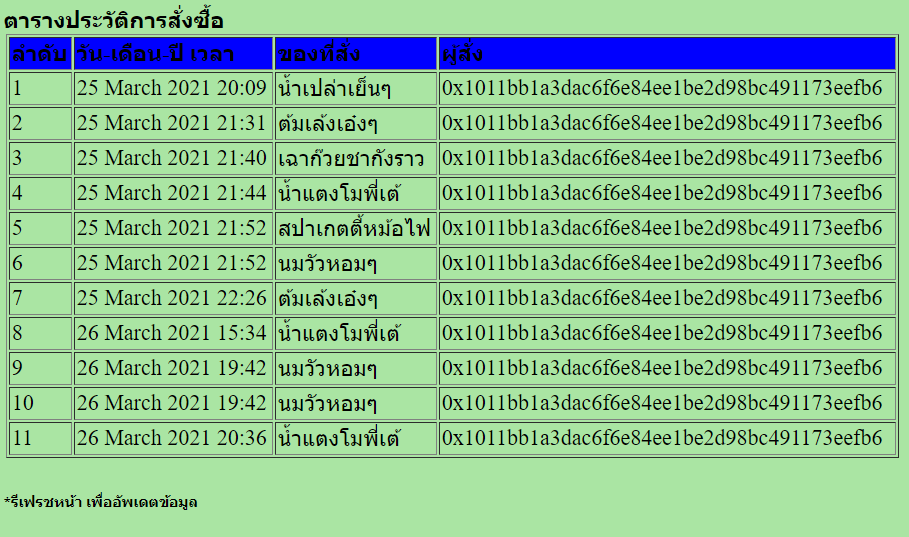 ตารางประวัติการสั่งซื้อ
ลำดับ วัน-เดือน-ปี เวลา ของที่สั่ง ผู้สั่ง
1 25 March 2021 20:09 น้ำเปล่าเย็นๆ 0x1011bb1a3dac6f6e84ee1be2d98bc491173eefb6
2 25 March 2021 21:31 ต้มเล้งเอ๋งๆ 0x1011bb1a3dac6f6e84ee1be2d98bc491173eefb6
3 25 March 2021 21:40 เฉาก๊วยชากังราว 0x1011bb1a3dac6f6e84ee1be2d98bc491173eefb6
4 25 March 2021 21:44 น้ำแตงโมพี่เต้ 0x1011bb1a3dac6f6e84ee1be2d98bc491173eefb6
5 25 March 2021 21:52 สปาเกตตี้หม้อไฟ 0x1011bb1a3dac6f6e84ee1be2d98bc491173eefb6
6 25 March 2021 21:52 นมวัวหอมๆ 0x1011bb1a3dac6f6e84ee1be2d98bc491173eefb6
7 25 March 2021 22:26 ต้มเล้งเอ๋งๆ 0x1011bb1a3dac6f6e84ee1be2d98bc491173eefb6
8 26 March 2021 15:34 น้ำแตงโมพี่เต้ 0x1011bb1a3dac6f6e84ee1be2d98bc491173eefb6
9 26 March 2021 19:42 นมวัวหอมๆ 0x1011bb1a3dac6f6e84ee1be2d98bc491173eefb6
10 26 March 2021 19:42 นมวัวหอมๆ 0x1011bb1a3dac6f6e84ee1be2d98bc491173eefb6
11 26 March 2021 20:36 น้ำแตงโมพี่เต้ 0x1011bb1a3dac6f6e84ee1be2d98bc491173eefb6
*รีเฟรชหน้า เพื่ออัพเดตข้อมูล